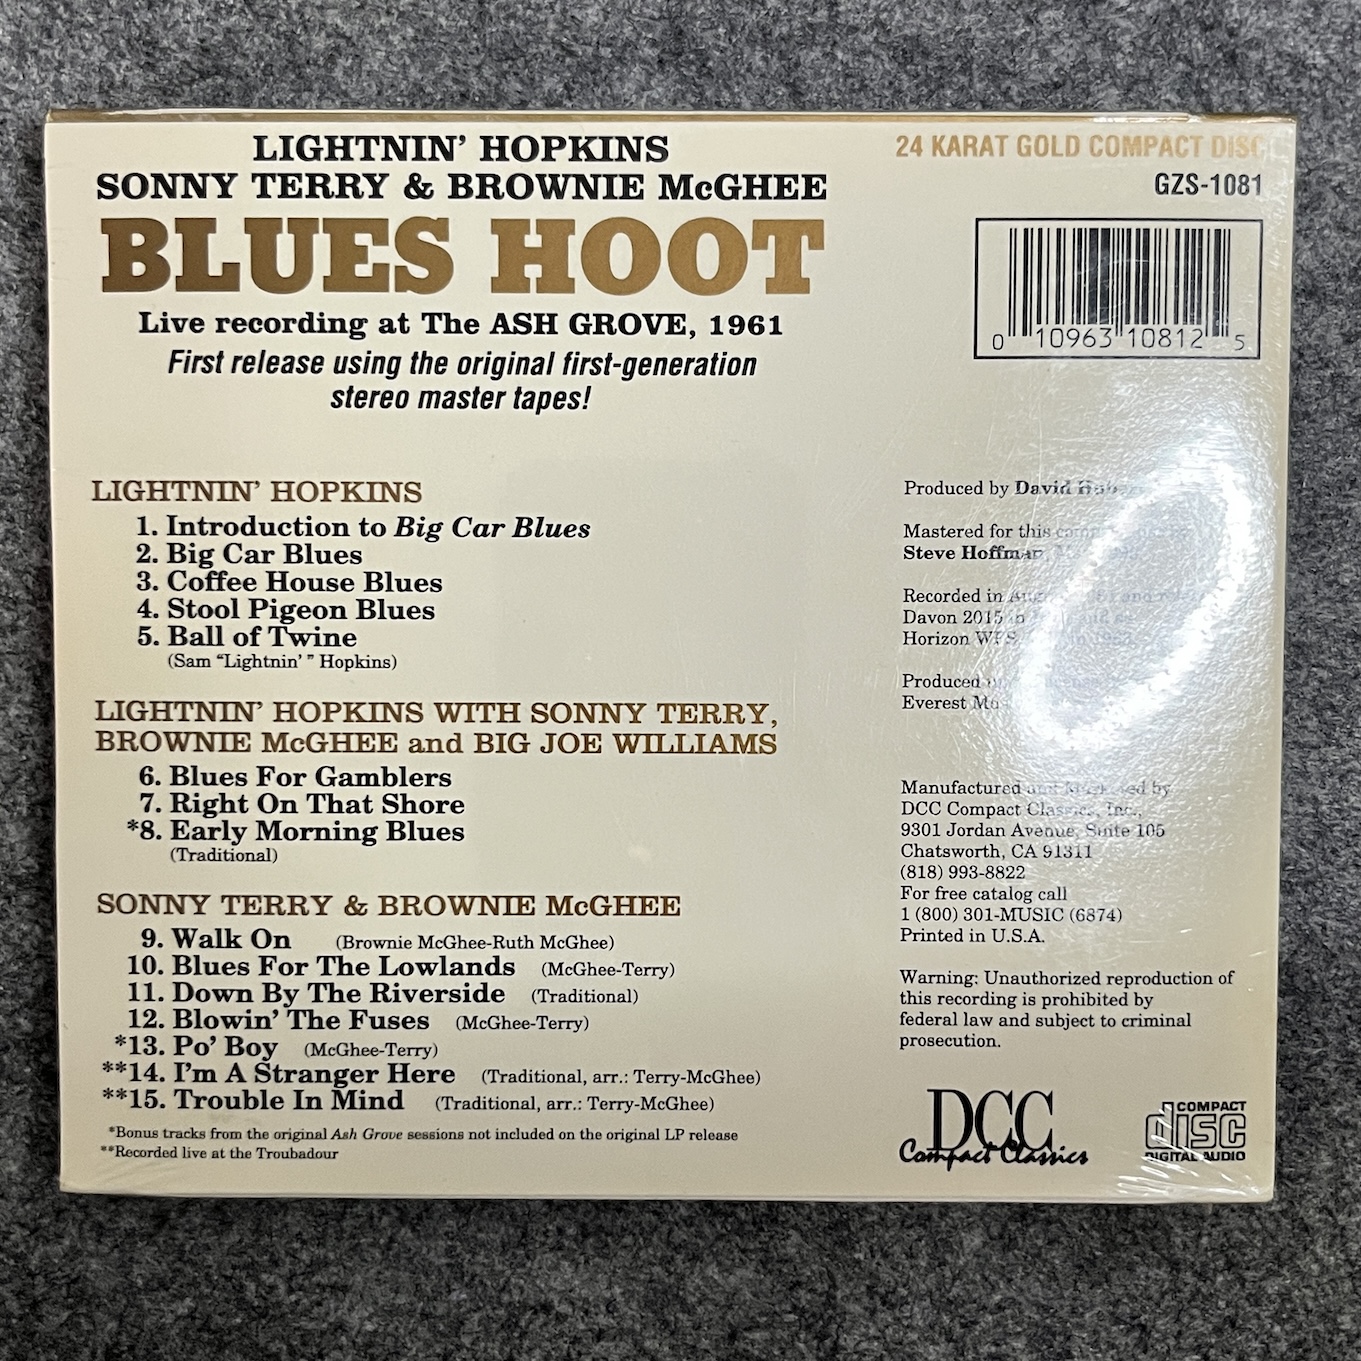 LIGHTNIN' HOPKINS
SONNY TERRY & BROWNIE McGHEE
BLUES HOOT
Live recording at The ASH GROVE, 1961
First release using the original first-generation
stereo master tapes!
24 KARAT GOLD COMPACT DISC
GZS-1081
0 10963 10812 5
LIGHTNIN' HOPKINS
1. Introduction to Big Car Blues
2. Big Car Blues
3. Coffee House Blues
4. Stool Pigeon Blues
5. Ball of Twine
(Sam "Lightnin'" Hopkins)
LIGHTNIN' HOPKINS WITH SONNY TERRY,
BROWNIE McGHEE and BIG JOE WILLIAMS
6. Blues For Gamblers
7. Right On That Shore
*8. Early Morning Blues
(Traditional)
SONNY TERRY & BROWNIE McGHEE
9. Walk On (Brownie McGhee-Ruth McGhee)
10. Blues For The Lowlands (McGhee-Terry)
11. Down By The Riverside (Traditional)
12. Blowin' The Fuses (McGhee-Terry)
*13. Po' Boy (McGhee-Terry)
**14. I'm A Stranger Here (Traditional, arr.: Terry-McGhee)
**15. Trouble In Mind (Traditional, arr.: Terry-McGhee)
*Bonus tracks from the original Ash Grove sessions not included on the original LP release
**Recorded live at the Troubadour
Produced by David
Mastered for this
Steve Hoffman
Recorded in
Davon 2015
Horizon
Produced
Everest
Manufactured and by
DCC Compact Classics, Inc.,
9301 Jordan Avenue, Suite 105
Chatsworth, CA 91311
(818) 993-8822
For free catalog call
1 (800) 301-MUSIC (6874)
Printed in U.S.A.
Warning: Unauthorized reproduction of
this recording is prohibited by
federal law and subject to criminal
prosecution.
DCC
Compact Classics
COMPACT
disc
DIGITAL AUDIO